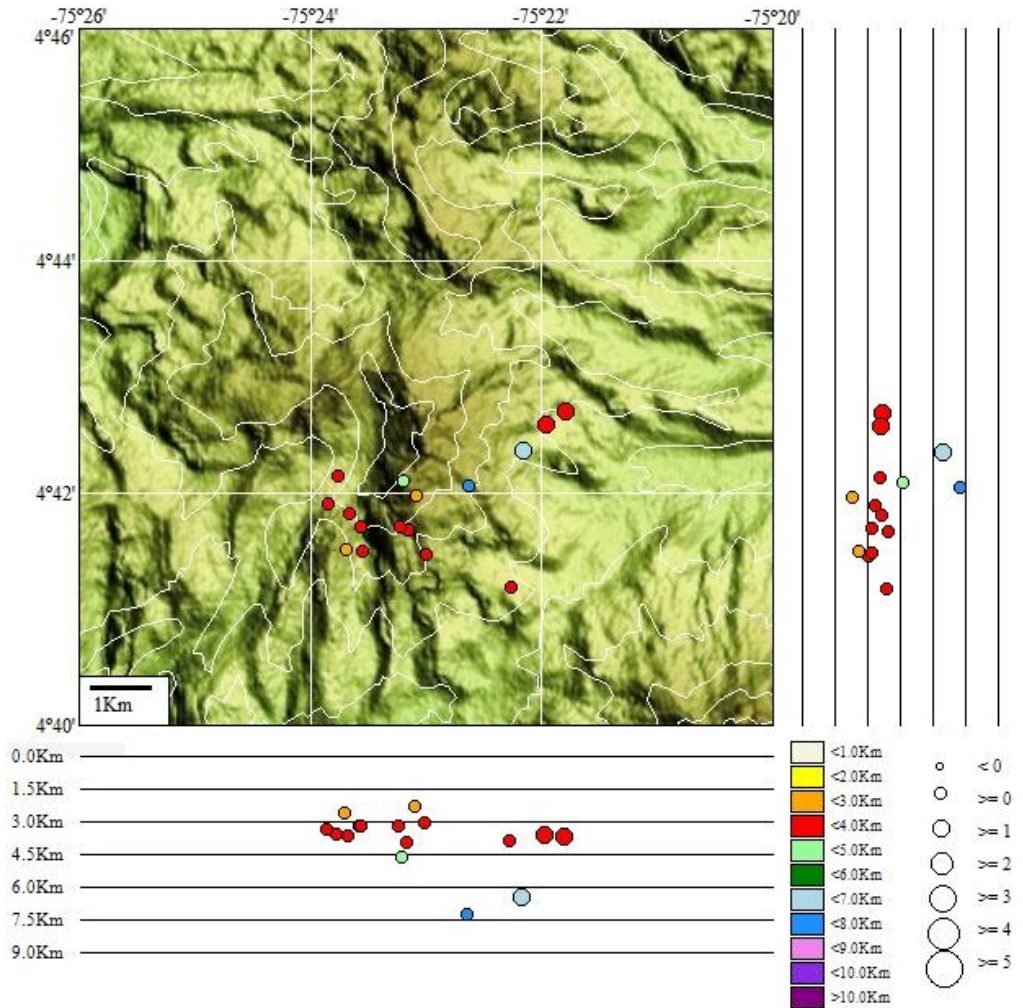 -75°26' -75°24' -75°22' -75°20'
4°46'
4°44'
4°42'
4°40'
1Km
0.0Km
1.5Km
3.0Km
4.5Km
6.0Km
7.5Km
9.0Km
<1.0Km
<2.0Km
<3.0Km
<4.0Km
<5.0Km
<6.0Km
<7.0Km
<8.0Km
<9.0Km
<10.0Km
>10.0Km
< 0
>= 0
>= 1
>= 2
>= 3
>= 4
>= 5